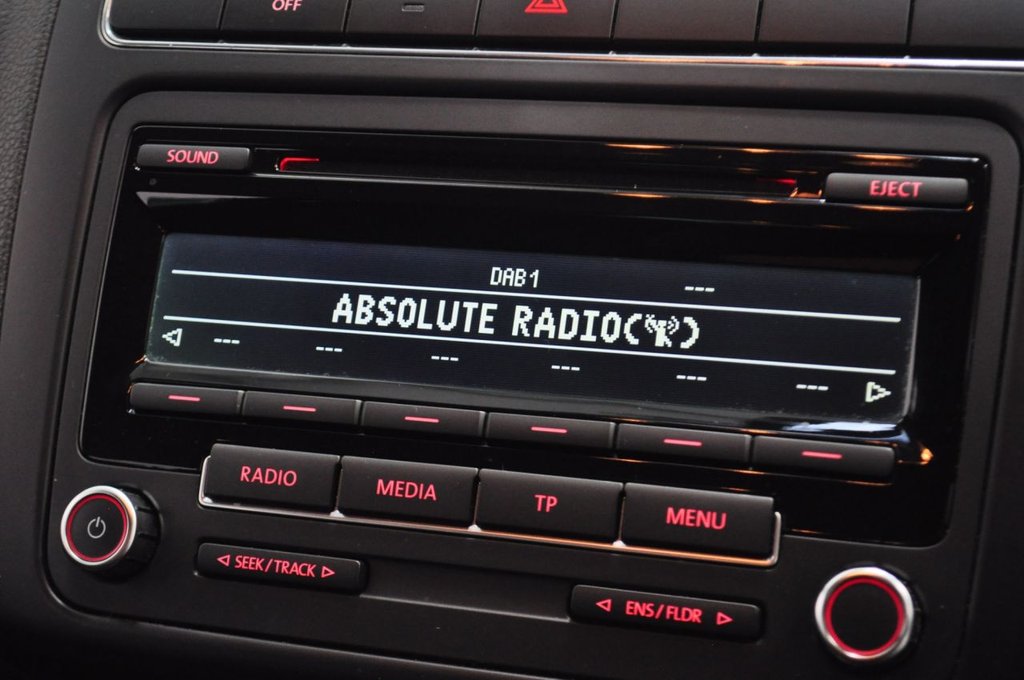 OFF
SOUND
EJECT
DAB1
---
ABSOLUTE RADIO( )
--- --- --- --- --- ---
RADIO MEDIA TP MENU
SEEK/TRACK
ENS/FLDR